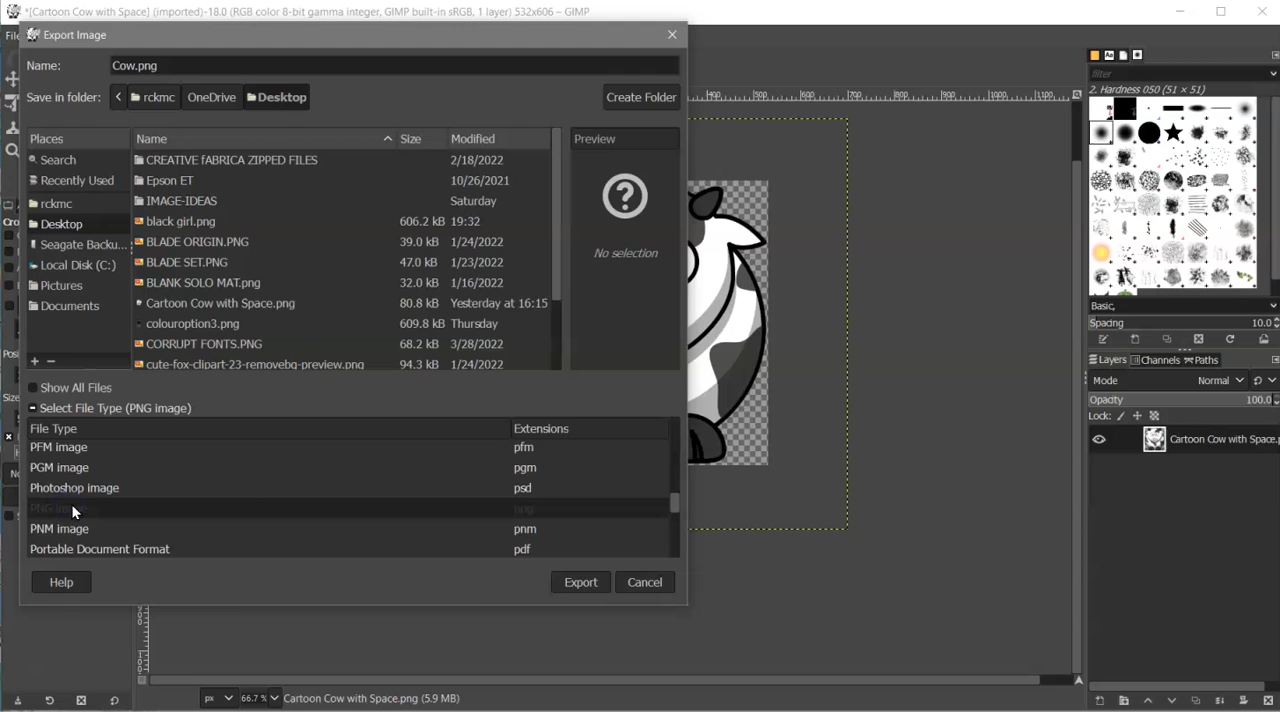 *[Cartoon Cow with Space] (imported)-18.0 (RGB color 8-bit gamma integer, GIMP built-in sRGB, 1 layer) 532x606 – GIMP
Export Image
Name: Cow.png
Save in folder: rckmc OneDrive Desktop Create Folder
Places Name Size Modified Preview
Search CREATIVE fABRICA ZIPPED FILES 2/18/2022
Recently Used Epson ET 10/26/2021
IMAGE-IDEAS Saturday
rckmc black girl.png 606.2 kB 19:32
Desktop BLADE ORIGIN.PNG 39.0 kB 1/24/2022
Seagate Backu... BLADE SET.PNG 47.0 kB 1/23/2022
No selection
Local Disk (C:) BLANK SOLO MAT.png 32.0 kB 1/16/2022
Pictures Cartoon Cow with Space.png 80.8 kB Yesterday at 16:15
Documents colouroption3.png 609.8 kB Thursday
CORRUPT FONTS.PNG 68.2 kB 3/28/2022
cute-fox-clipart-23-removebg-preview.png 94.3 kB 1/24/2022
Show All Files
Select File Type (PNG image)
File Type Extensions
PFM image pfm
PGM image pgm
Photoshop image psd
PNG png
PNM image pnm
Portable Document Format pdf
Help Export Cancel
400 500 600 700 800 900 1000 1100
filter
2. Hardness 050 (51 × 51)
Basic,
Spacing 10.0
Layers Channels Paths
Mode Normal
Opacity 100.0
Lock:
Cartoon Cow with Space.p
px 66.7 % Cartoon Cow with Space.png (5.9 MB)